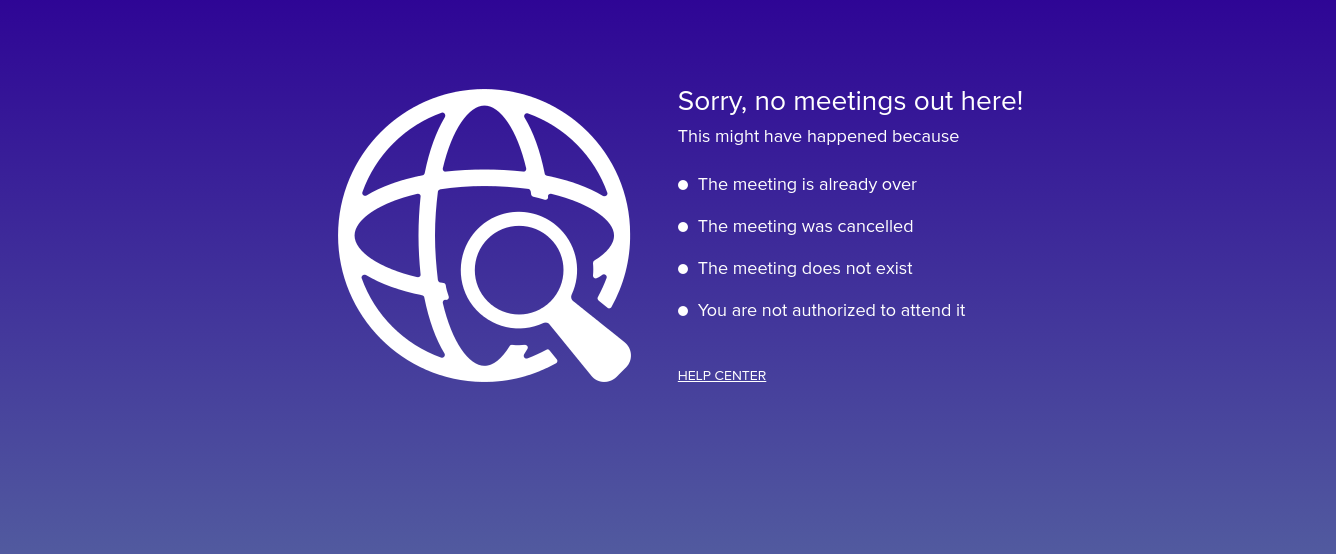 Sorry, no meetings out here!
This might have happened because
The meeting is already over
The meeting was cancelled
The meeting does not exist
You are not authorized to attend it
HELP CENTER